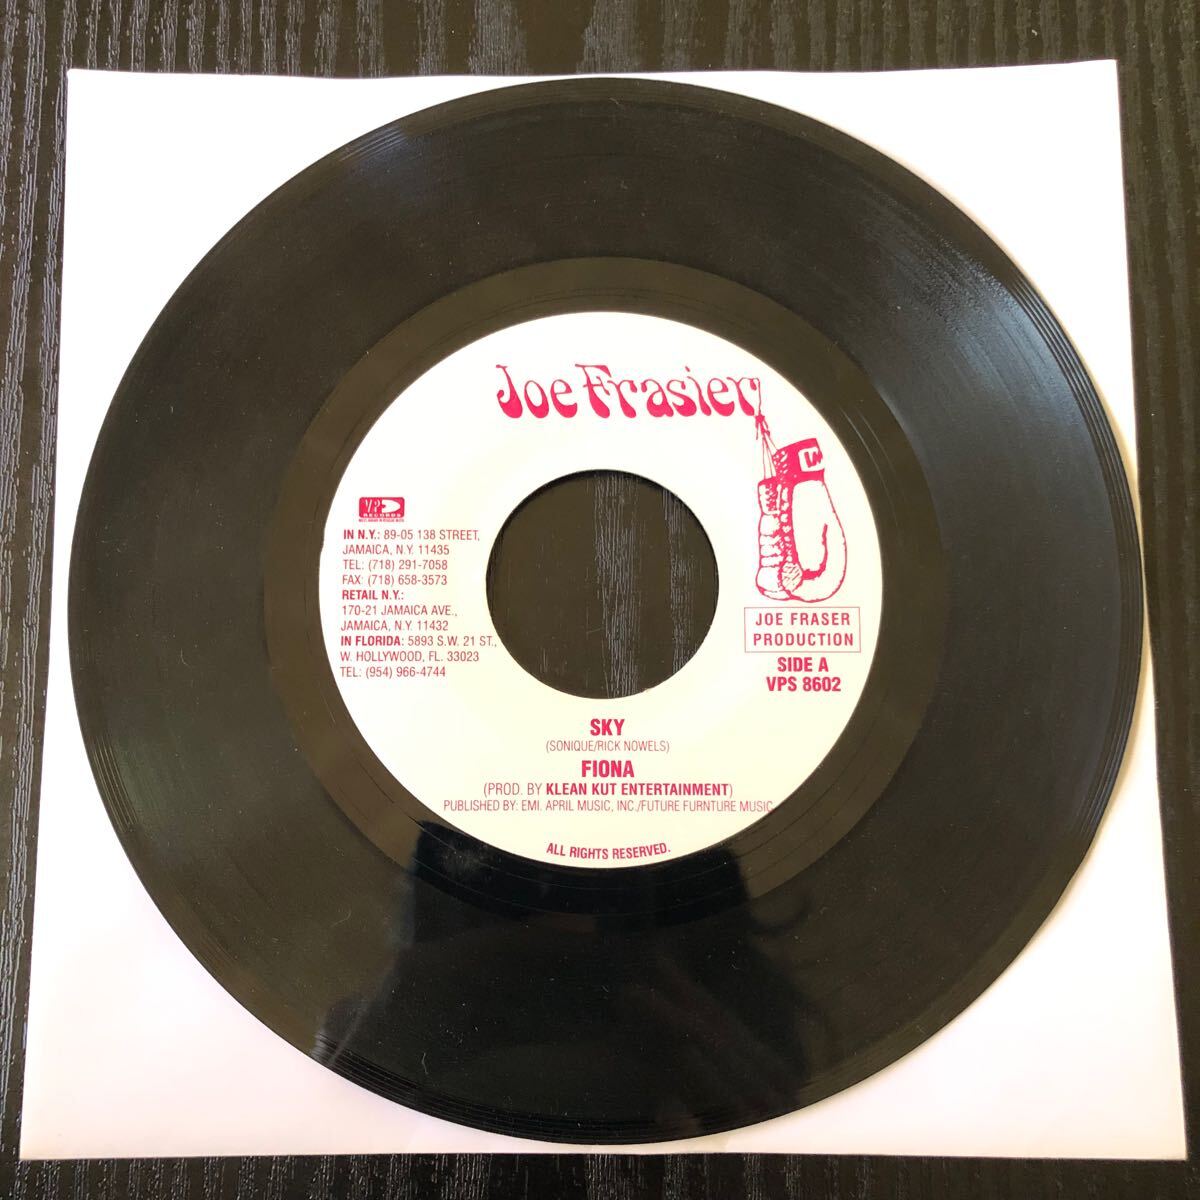 Joe Frasier
VP
RECORDS
IN N.Y.: 89-05 138 STREET,
JAMAICA, N.Y. 11435
TEL: (718) 291-7058
FAX: (718) 658-3573
RETAIL N.Y.:
170-21 JAMAICA AVE.,
JAMAICA, N.Y. 11432
IN FLORIDA: 5893 S.W. 21 ST.,
W. HOLLYWOOD, FL. 33023
TEL: (954) 966-4744
JOE FRASER
PRODUCTION
SIDE A
VPS 8602
SKY
(SONIQUE/RICK NOWELS)
FIONA
(PROD. BY KLEAN KUT ENTERTAINMENT)
PUBLISHED BY: EMI. APRIL MUSIC, INC./FUTURE FURNTURE MUSIC
ALL RIGHTS RESERVED.